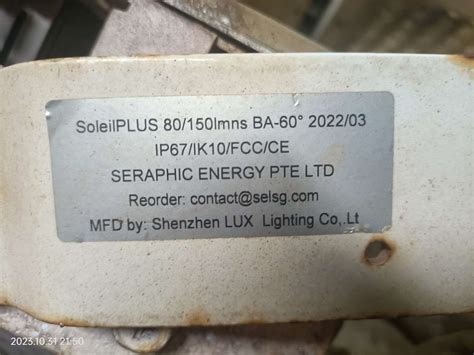 SoleilPLUS 80/150lmns BA-60° 2022/03
IP67/IK10/FCC/CE
SERAPHIC ENERGY PTE LTD
Reorder: contact@selsg.com
MFD by: Shenzhen LUX Lighting Co,.Lt
2023.10.31 21:50